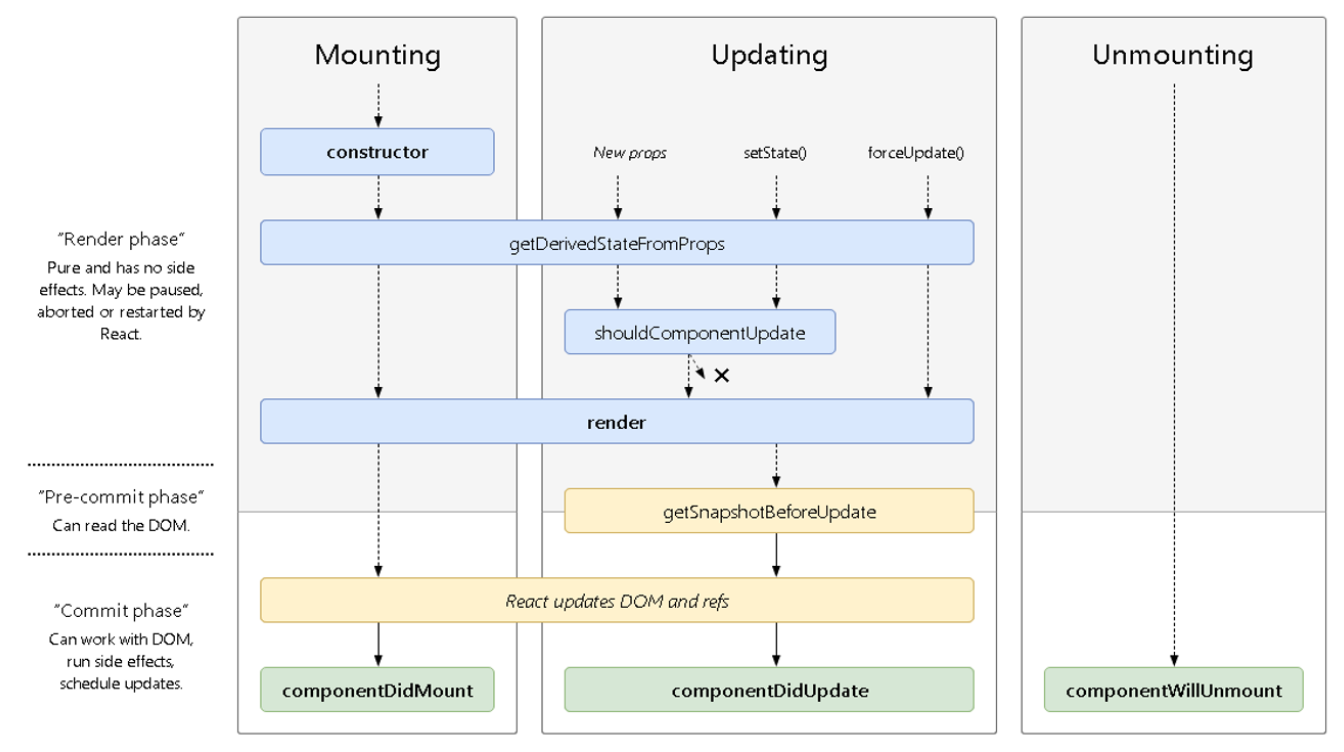 Mounting
Updating
Unmounting
constructor
New props
setState()
forceUpdate()
getDerivedStateFromProps
"Render phase"
Pure and has no side
effects. May be paused,
aborted or restarted by
React.
shouldComponentUpdate
render
"Pre-commit phase"
Can read the DOM.
getSnapshotBeforeUpdate
React updates DOM and refs
"Commit phase"
Can work with DOM,
run side effects,
schedule updates.
componentDidMount
componentDidUpdate
componentWillUnmount